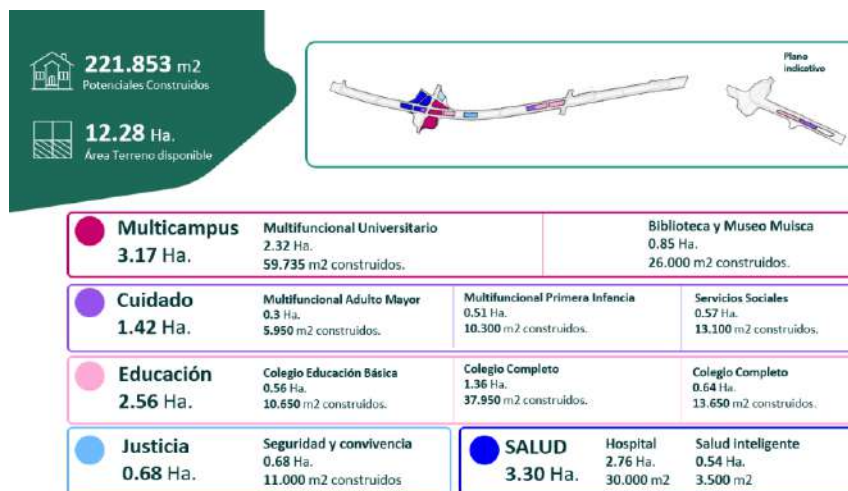 221.853 m2
Potenciales Construidos
12.28 Ha.
Área Terreno disponible
Plano
indicativo
Multicampus
3.17 Ha.
Multifuncional Universitario
2.32 Ha.
59.735 m2 construidos.
Biblioteca y Museo Muisca
0.85 Ha.
26.000 m2 construidos.
Cuidado
1.42 Ha.
Multifuncional Adulto Mayor
0.3 Ha.
5.950 m2 construidos.
Multifuncional Primera Infancia
0.51 Ha.
10.300 m2 construidos.
Servicios Sociales
0.57 Ha.
13.100 m2 construidos.
Educación
2.56 Ha.
Colegio Educación Básica
0.56 Ha.
10.650 m2 construidos.
Colegio Completo
1.36 Ha.
37.950 m2 construidos.
Colegio Completo
0.64 Ha.
13.650 m2 construidos.
Justicia
0.68 Ha.
Seguridad y convivencia
0.68 Ha.
11.000 m2 construidos
SALUD
3.30 Ha.
Hospital
2.76 Ha.
30.000 m2
Salud inteligente
0.54 Ha.
3.500 m2